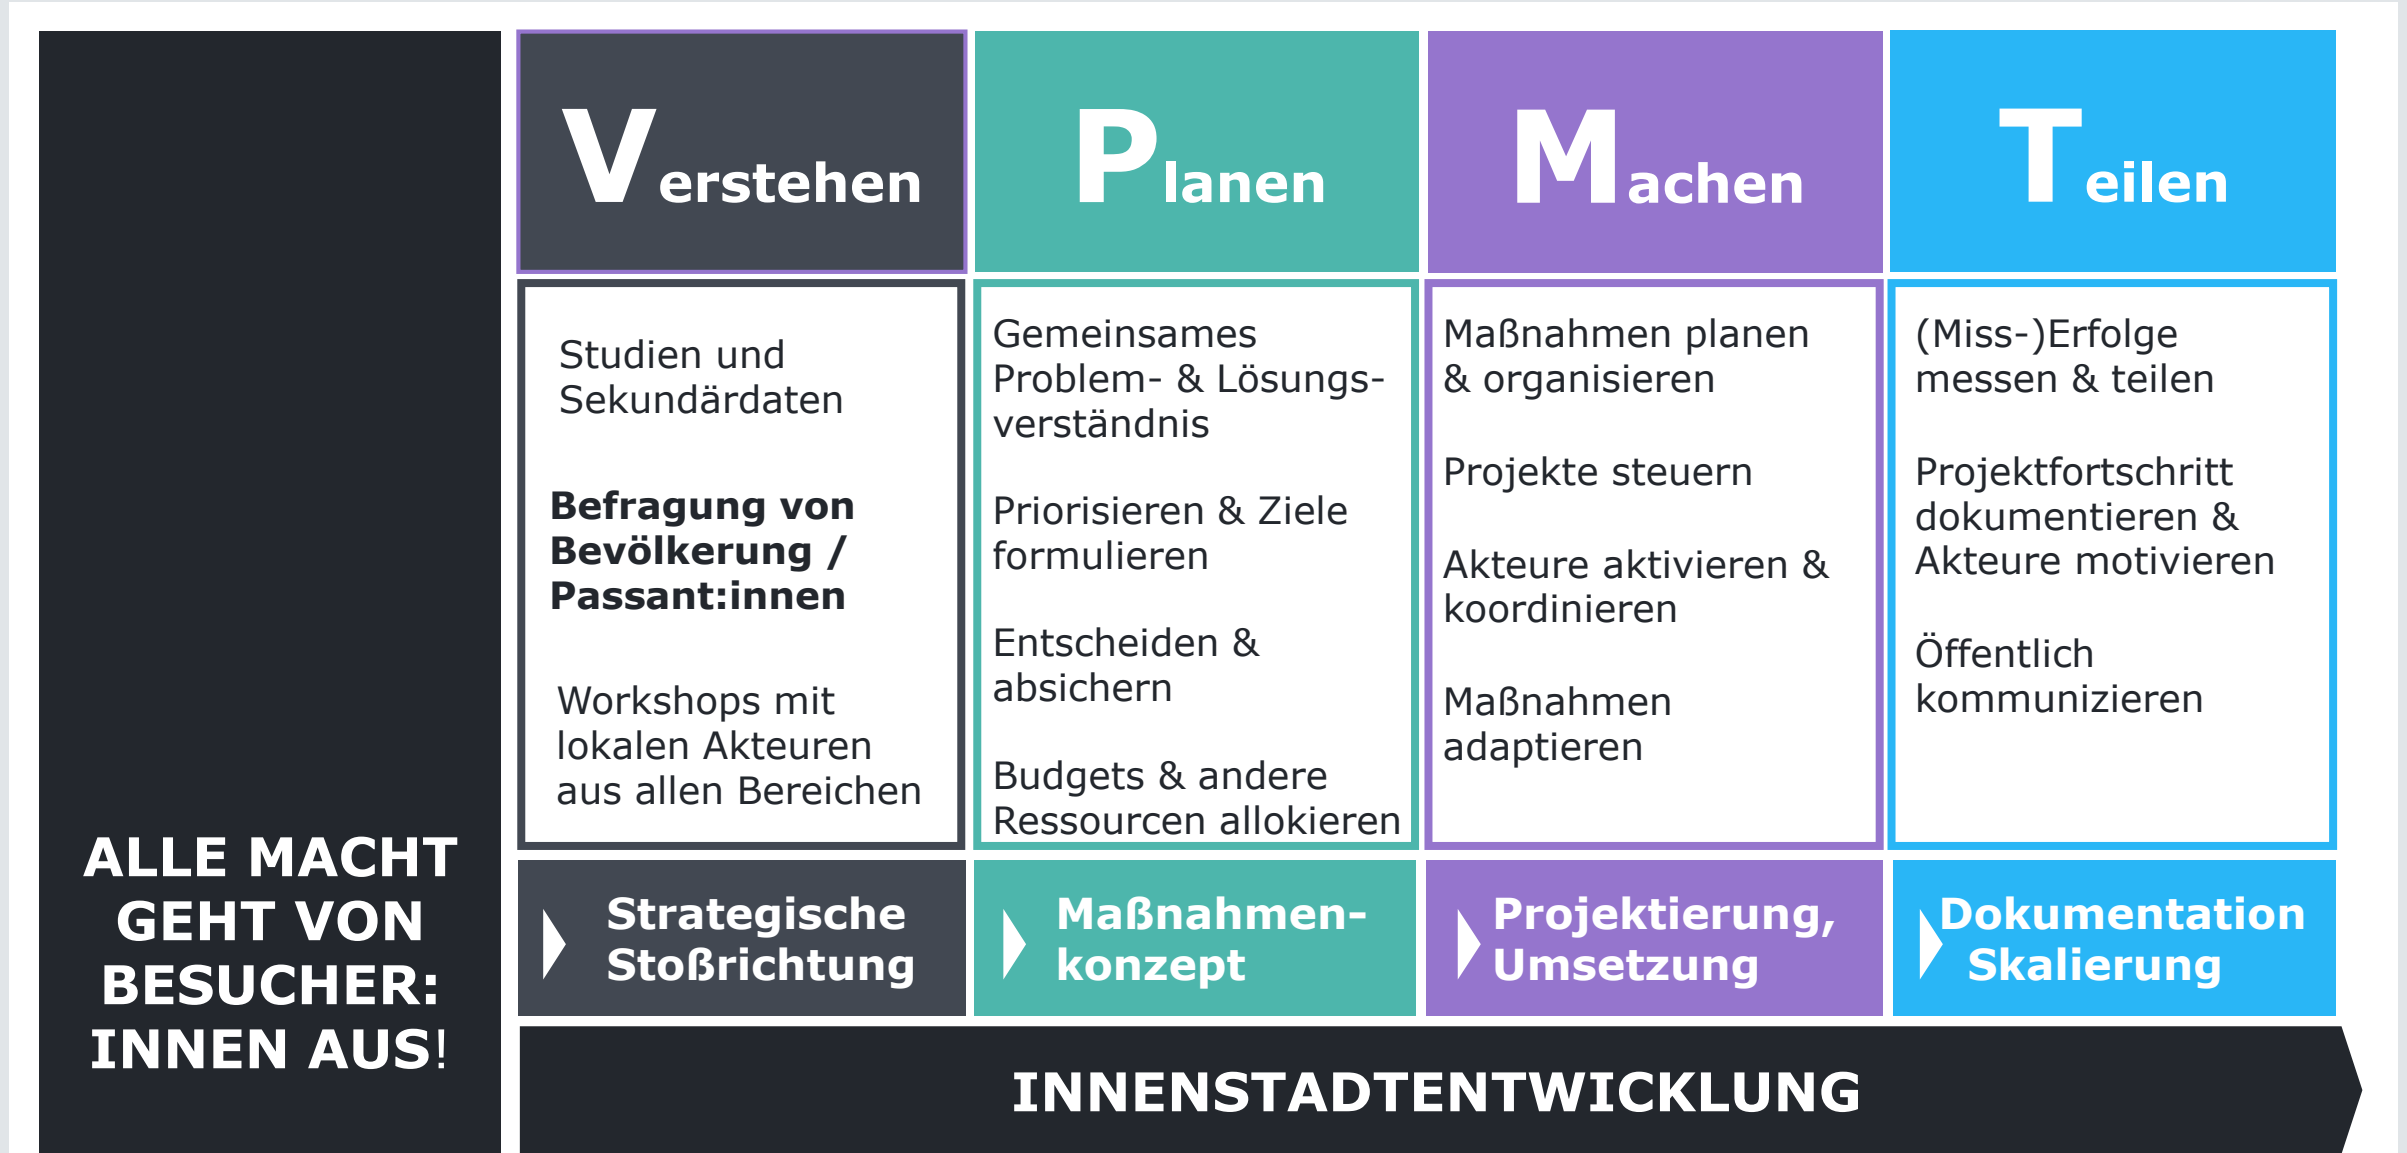 ALLE MACHT
GEHT VON
BESUCHER:
INNEN AUS!
Verstehen
Studien und
Sekundärdaten
Befragung von
Bevölkerung /
Passant:innen
Workshops mit
lokalen Akteuren
aus allen Bereichen
Strategische
Stoßrichtung
Planen
Gemeinsames
Problem- & Lösungs-
verständnis
Priorisieren & Ziele
formulieren
Entscheiden &
absichern
Budgets & andere
Ressourcen allokieren
Maßnahmen-
konzept
Machen
Maßnahmen planen
& organisieren
Projekte steuern
Akteure aktivieren &
koordinieren
Maßnahmen
adaptieren
Projektierung,
Umsetzung
Teilen
(Miss-)Erfolge
messen & teilen
Projektfortschritt
dokumentieren &
Akteure motivieren
Öffentlich
kommunizieren
Dokumentation
Skalierung
INNENSTADTENTWICKLUNG